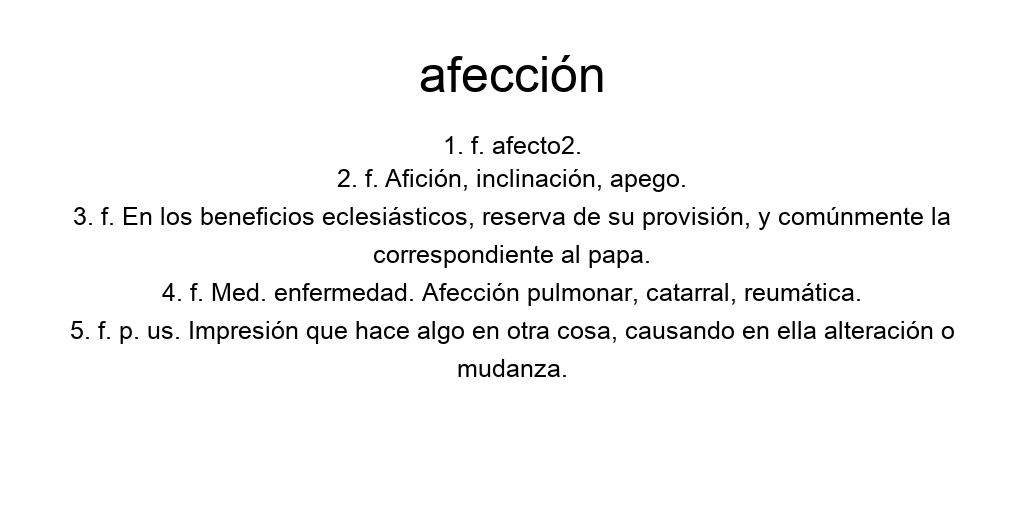 afección
1. f. afecto2.
2. f. Afición, inclinación, apego.
3. f. En los beneficios eclesiásticos, reserva de su provisión, y comúnmente la
correspondiente al papa.
4. f. Med. enfermedad. Afección pulmonar, catarral, reumática.
5. f. p. us. Impresión que hace algo en otra cosa, causando en ella alteración o
mudanza.